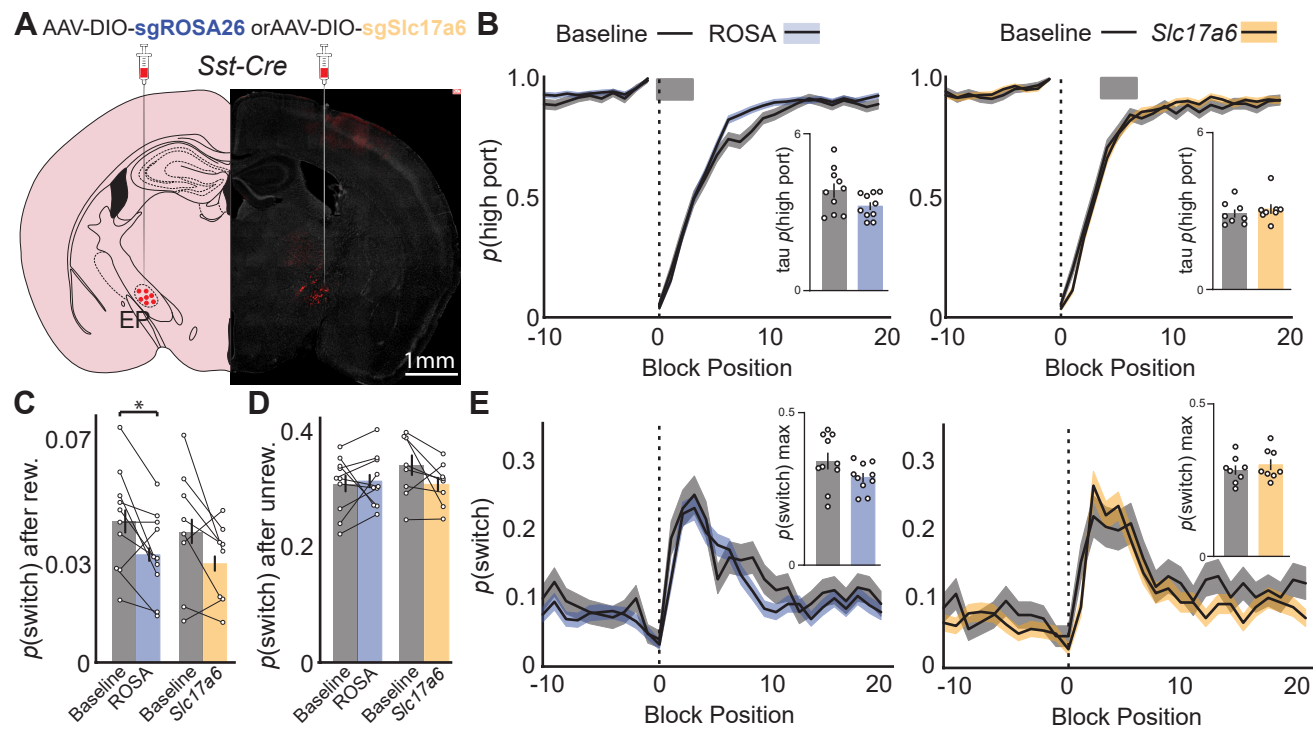 A AAV-DIO-sgROSA26 orAAV-DIO-sgSlc17a6
Sst-Cre
EP
1mm
B
Baseline
ROSA
Baseline
Slc17a6
p(high port)
1.0
0.5
0
-10
0
10
20
Block Position
tau p(high port)
6
0
1.0
0.5
0
-10
0
10
20
Block Position
tau p(high port)
6
0
C
p(switch) after rew.
0.07
0.03
0
*
Baseline
ROSA
Baseline
Slc17a6
D
p(switch) after unrew.
0.4
0.2
0
Baseline
ROSA
Baseline
Slc17a6
E
p(switch)
0.3
0.2
0.1
0
-10
0
10
20
Block Position
p(switch) max
0.5
0
0.3
0.2
0.1
0
-10
0
10
20
Block Position
p(switch) max
0.5
0